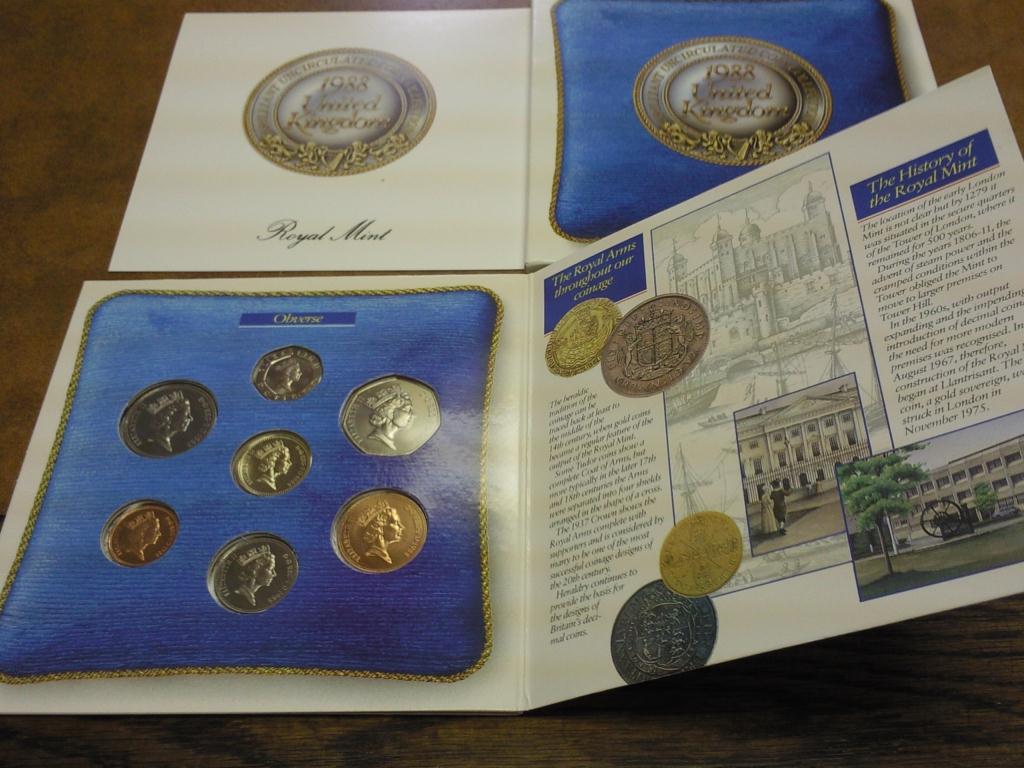 BRILLIANT UNCIRCULATED
1988
United
Kingdom
Royal Mint
UNCIRCULATED
1988
United
Kingdom
Obverse
The Royal Arms
throughout our
coinage
The heraldic
tradition of the
coinage can be
traced back at least to
the middle of the
14th century, when gold coins
became a regular feature of the
output of the Royal Mint.
Some Tudor coins show a
complete Coat of Arms, but
more typically in the later 17th
and 18th centuries the Arms
were separated into four shields
arranged in the shape of a cross.
The 1937 Crown shows the
Royal Arms complete with
supporters and is considered by
many to be one of the most
successful coinage designs of
the 20th century.
Heraldry continues to
provide the basis for
the designs of
Britain's deci-
mal coins.
The History of
the Royal Mint
The location of the early London
Mint is not clear but by 1279 it
was situated in the secure quarters
of the Tower of London, where it
remained for 500 years.
During the years 1806-11, the
advent of steam power and the
cramped conditions within the
Tower obliged the Mint to
move to larger premises on
Tower Hill.
In the 1960s, with output
expanding and the impending
introduction of decimal coin
the need for more modern
premises was recognised. In
August 1967, therefore,
construction of the Royal
began at Llantrisant. The
coin, a gold sovereign, w
struck in London in
November 1975.